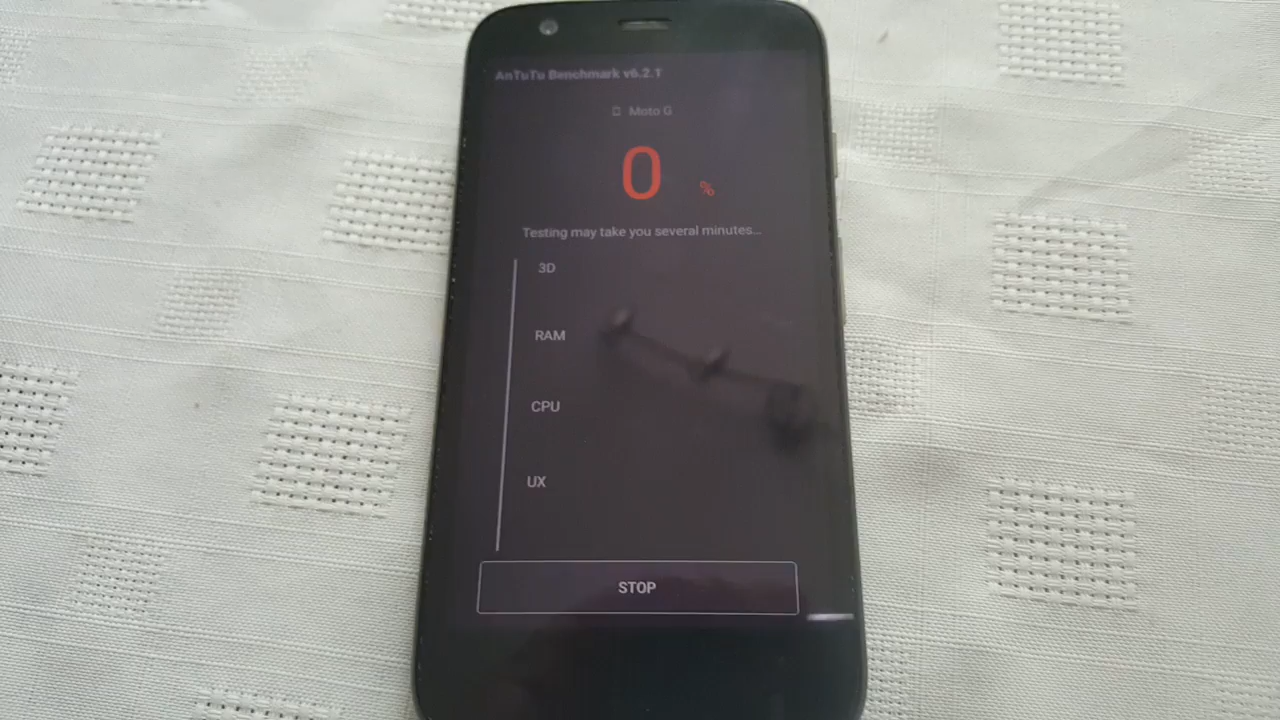 AnTuTu Benchmark v6.2.1
Moto G
0 %
Testing may take you several minutes...
3D
RAM
CPU
UX
STOP